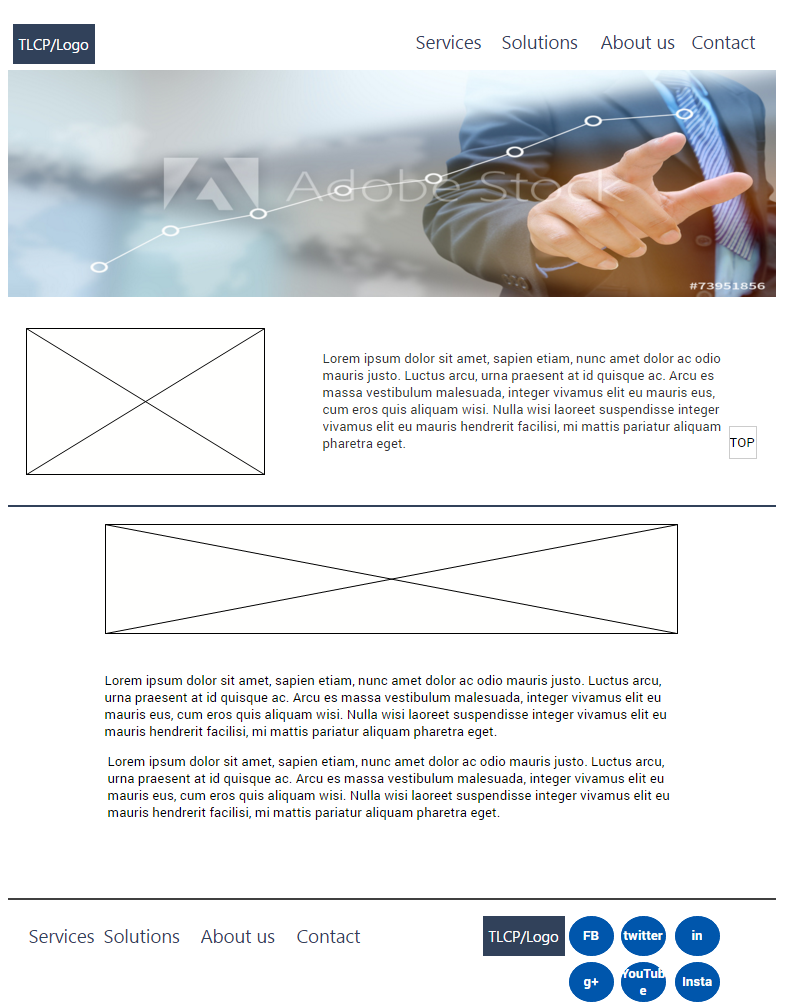 TLCP/Logo
Services Solutions About us Contact
Adobe Stock
#73951856
Lorem ipsum dolor sit amet, sapien etiam, nunc amet dolor ac odio
mauris justo. Luctus arcu, urna praesent at id quisque ac. Arcu es
massa vestibulum malesuada, integer vivamus elit eu mauris eus,
cum eros quis aliquam wisi. Nulla wisi laoreet suspendisse integer
vivamus elit eu mauris hendrerit facilisi, mi mattis pariatur aliquam
pharetra eget.
TOP
Lorem ipsum dolor sit amet, sapien etiam, nunc amet dolor ac odio mauris justo. Luctus arcu,
urna praesent at id quisque ac. Arcu es massa vestibulum malesuada, integer vivamus elit eu
mauris eus, cum eros quis aliquam wisi. Nulla wisi laoreet suspendisse integer vivamus elit eu
mauris hendrerit facilisi, mi mattis pariatur aliquam pharetra eget.
Lorem ipsum dolor sit amet, sapien etiam, nunc amet dolor ac odio mauris justo. Luctus arcu,
urna praesent at id quisque ac. Arcu es massa vestibulum malesuada, integer vivamus elit eu
mauris eus, cum eros quis aliquam wisi. Nulla wisi laoreet suspendisse integer vivamus elit eu
mauris hendrerit facilisi, mi mattis pariatur aliquam pharetra eget.
Services Solutions About us Contact
TLCP/Logo
FB twitter in
g+
YouTub
e
Insta